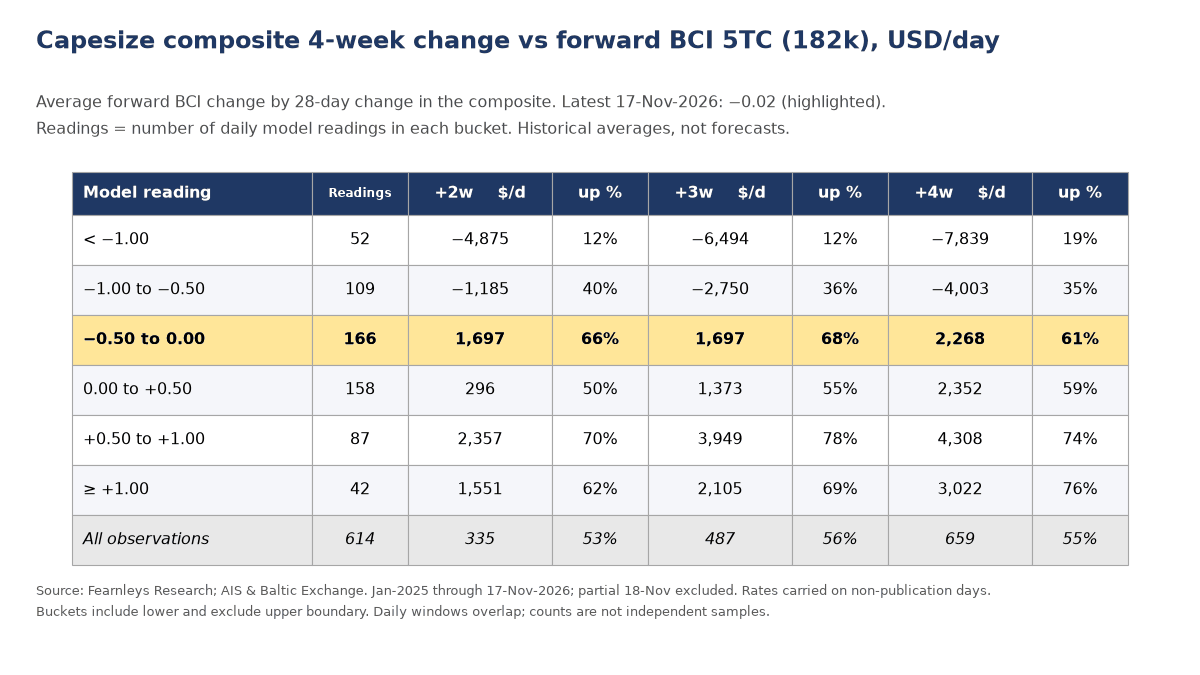 Capesize composite 4-week change vs forward BCI 5TC (182k), USD/day
Average forward BCI change by 28-day change in the composite. Latest 17-Nov-2026: −0.02 (highlighted).
Readings = number of daily model readings in each bucket. Historical averages, not forecasts.
Model reading Readings +2w $/d up % +3w $/d up % +4w $/d up %
< −1.00 52 −4,875 12% −6,494 12% −7,839 19%
−1.00 to −0.50 109 −1,185 40% −2,750 36% −4,003 35%
−0.50 to 0.00 166 1,697 66% 1,697 68% 2,268 61%
0.00 to +0.50 158 296 50% 1,373 55% 2,352 59%
+0.50 to +1.00 87 2,357 70% 3,949 78% 4,308 74%
≥ +1.00 42 1,551 62% 2,105 69% 3,022 76%
All observations 614 335 53% 487 56% 659 55%
Source: Fearnleys Research; AIS & Baltic Exchange. Jan-2025 through 17-Nov-2026; partial 18-Nov excluded. Rates carried on non-publication days.
Buckets include lower and exclude upper boundary. Daily windows overlap; counts are not independent samples.